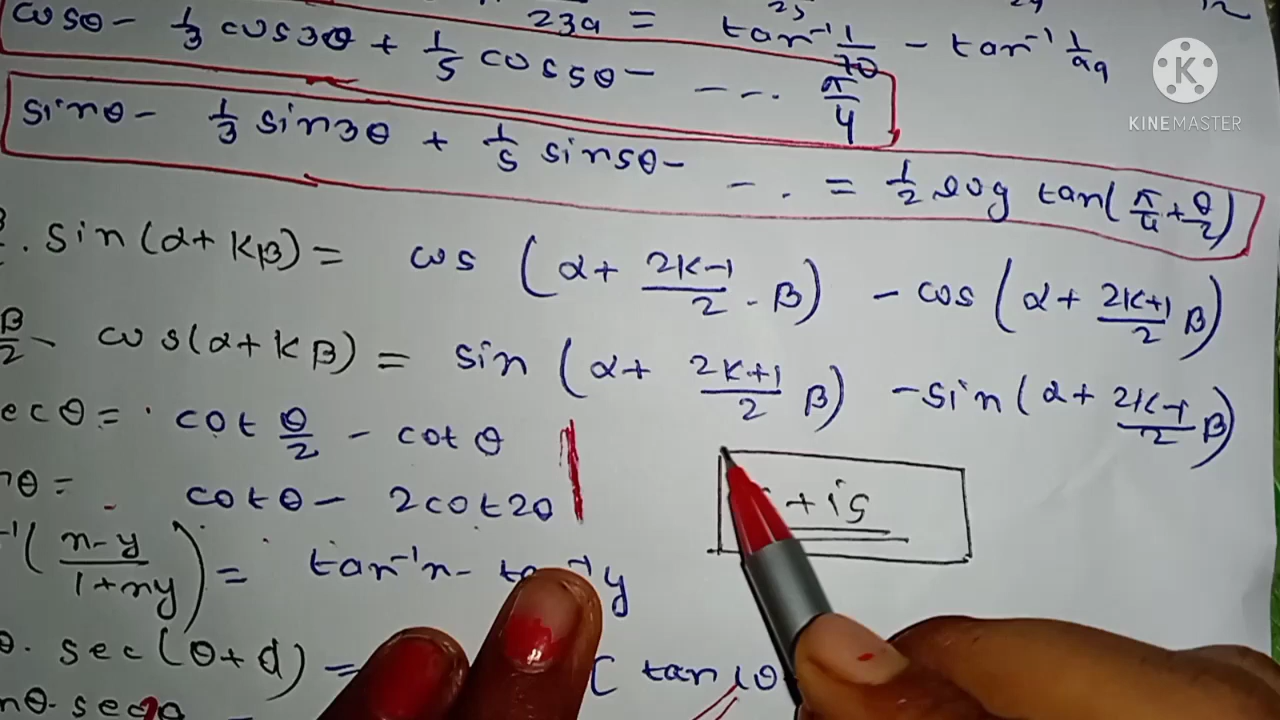 cosθ - 1/3 cos3θ + 1/5 cos5θ - --. π/4
239 = tan⁻¹ 1/70 - tan⁻¹ 1/99
KINEMASTER
sinθ - 1/3 sin3θ + 1/5 sin5θ - --. = 1/2 log tan(π/4 + θ/2)
. sin(α + kβ) = cos (α + 2k-1/2 . β) - cos (α + 2k+1/2 β)
β/2 - cos(α + kβ) = sin (α + 2k+1/2 β) - sin (α + 2k-1/2 β)
ecθ = cot θ/2 - cot θ
θ = cotθ - 2cot2θ
+ is
⁻¹(x-y/1+xy) = tan⁻¹x - tan⁻¹y
θ. sec(θ+α) = [tan(θ
nθ.